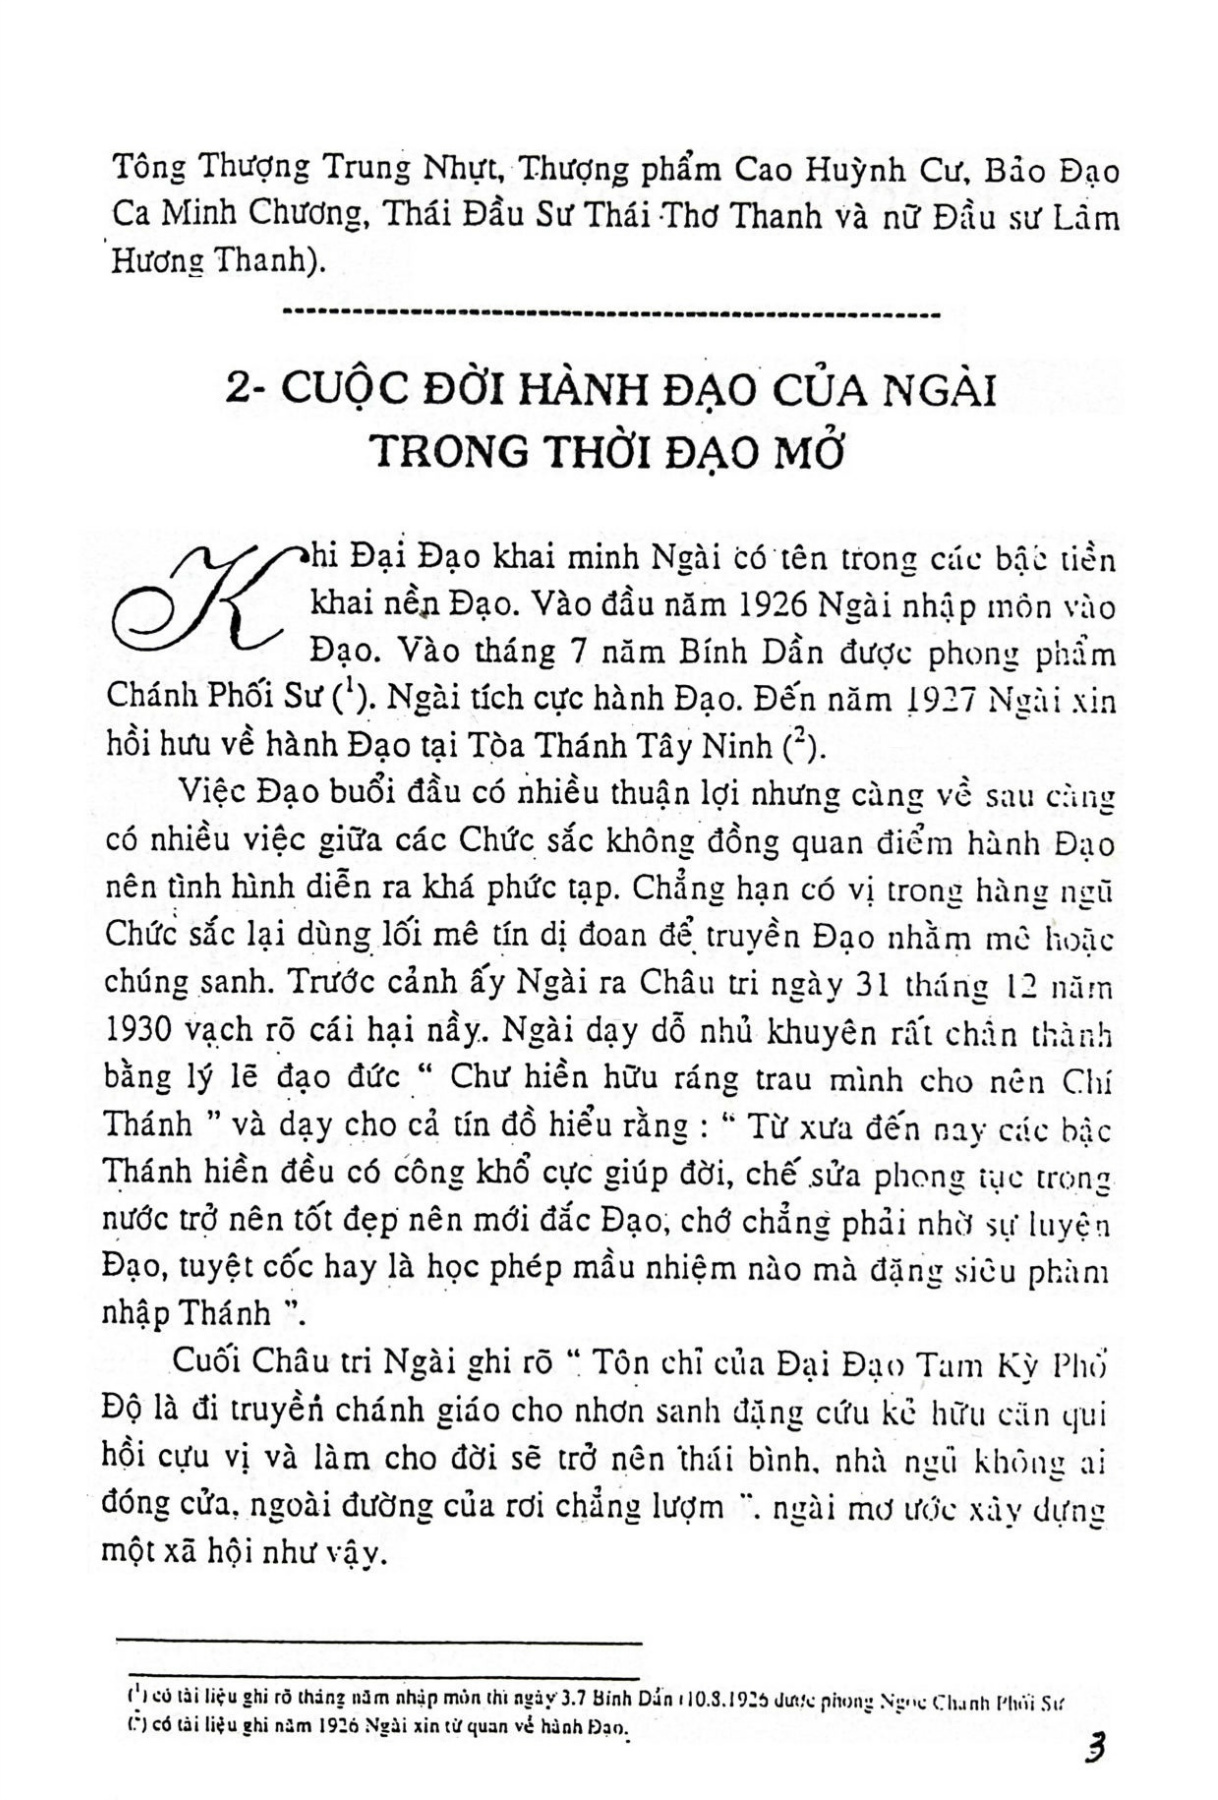 Tông Thượng Trung Nhựt, Thượng phẩm Cao Huỳnh Cư, Bảo Đạo
Ca Minh Chương, Thái Đầu Sư Thái Thơ Thanh và nữ Đầu sư Lâm
Hương Thanh).
2- CUỘC ĐỜI HÀNH ĐẠO CỦA NGÀI
TRONG THỜI ĐẠO MỞ
Khi Đại Đạo khai minh Ngài có tên trong các bậc tiền
khai nền Đạo. Vào đầu năm 1926 Ngài nhập môn vào
Đạo. Vào tháng 7 năm Bính Dần được phong phẩm
Chánh Phối Sư (¹). Ngài tích cực hành Đạo. Đến năm 1927 Ngài xin
hồi hưu về hành Đạo tại Tòa Thánh Tây Ninh (²).
Việc Đạo buổi đầu có nhiều thuận lợi nhưng càng về sau càng
có nhiều việc giữa các Chức sắc không đồng quan điểm hành Đạo
nên tình hình diễn ra khá phức tạp. Chẳng hạn có vị trong hàng ngũ
Chức sắc lại dùng lối mê tín dị đoan để truyền Đạo nhằm mê hoặc
chúng sanh. Trước cảnh ấy Ngài ra Châu tri ngày 31 tháng 12 năm
1930 vạch rõ cái hại nầy. Ngài dạy dỗ nhủ khuyên rất chân thành
bằng lý lẽ đạo đức “ Chư hiền hữu ráng trau mình cho nên Chí
Thánh ” và dạy cho cả tín đồ hiểu rằng : “ Từ xưa đến nay các bậc
Thánh hiền đều có công khổ cực giúp đời, chế sửa phong tục trong
nước trở nên tốt đẹp nên mới đắc Đạo, chớ chẳng phải nhờ sự luyện
Đạo, tuyệt cốc hay là học phép mầu nhiệm nào mà đặng siêu phàm
nhập Thánh ”.
Cuối Châu tri Ngài ghi rõ “ Tôn chỉ của Đại Đạo Tam Kỳ Phổ
Độ là đi truyền chánh giáo cho nhơn sanh đặng cứu kẻ hữu căn qui
hồi cựu vị và làm cho đời sẽ trở nên thái bình, nhà ngũ không ai
đóng cửa, ngoài đường của rơi chẳng lượm ”. ngài mơ ước xây dựng
một xã hội như vậy.
(¹) có tài liệu ghi rõ tháng năm nhập môn thì ngày 3.7 Bính Dần (10.8.1926 được phong Ngọc Chánh Phối Sư
(²) có tài liệu ghi năm 1926 Ngài xin từ quan về hành Đạo.
3